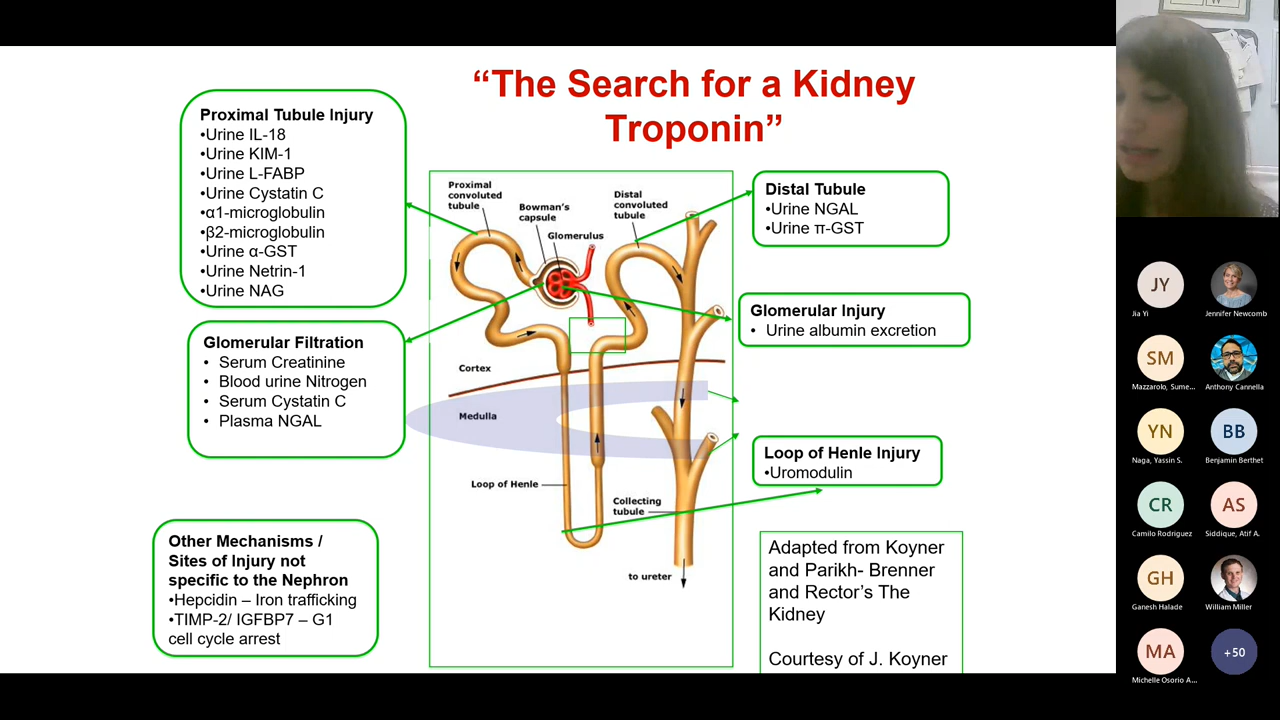 “The Search for a Kidney
Troponin”
Proximal Tubule Injury
•Urine IL-18
•Urine KIM-1
•Urine L-FABP
•Urine Cystatin C
•α1-microglobulin
•β2-microglobulin
•Urine α-GST
•Urine Netrin-1
•Urine NAG
Glomerular Filtration
• Serum Creatinine
• Blood urine Nitrogen
• Serum Cystatin C
• Plasma NGAL
Other Mechanisms /
Sites of Injury not
specific to the Nephron
•Hepcidin – Iron trafficking
•TIMP-2/ IGFBP7 – G1
cell cycle arrest
Proximal
convoluted
tubule
Bowman's
capsule
Glomerulus
Distal
convoluted
tubule
Cortex
Medulla
Loop of Henle
Collecting
tubule
to ureter
Distal Tubule
•Urine NGAL
•Urine π-GST
Glomerular Injury
• Urine albumin excretion
Loop of Henle Injury
•Uromodulin
Adapted from Koyner
and Parikh- Brenner
and Rector’s The
Kidney
Courtesy of J. Koyner
JY
Jia Yi
Jennifer Newcomb
SM
Mazzarolo, Sume...
Anthony Cannella
YN
Naga, Yassin S.
BB
Benjamin Berthet
CR
Camilo Rodriguez
AS
Siddique, Atif A.
GH
Ganesh Halade
William Miller
MA
Michelle Osorio A...
+50